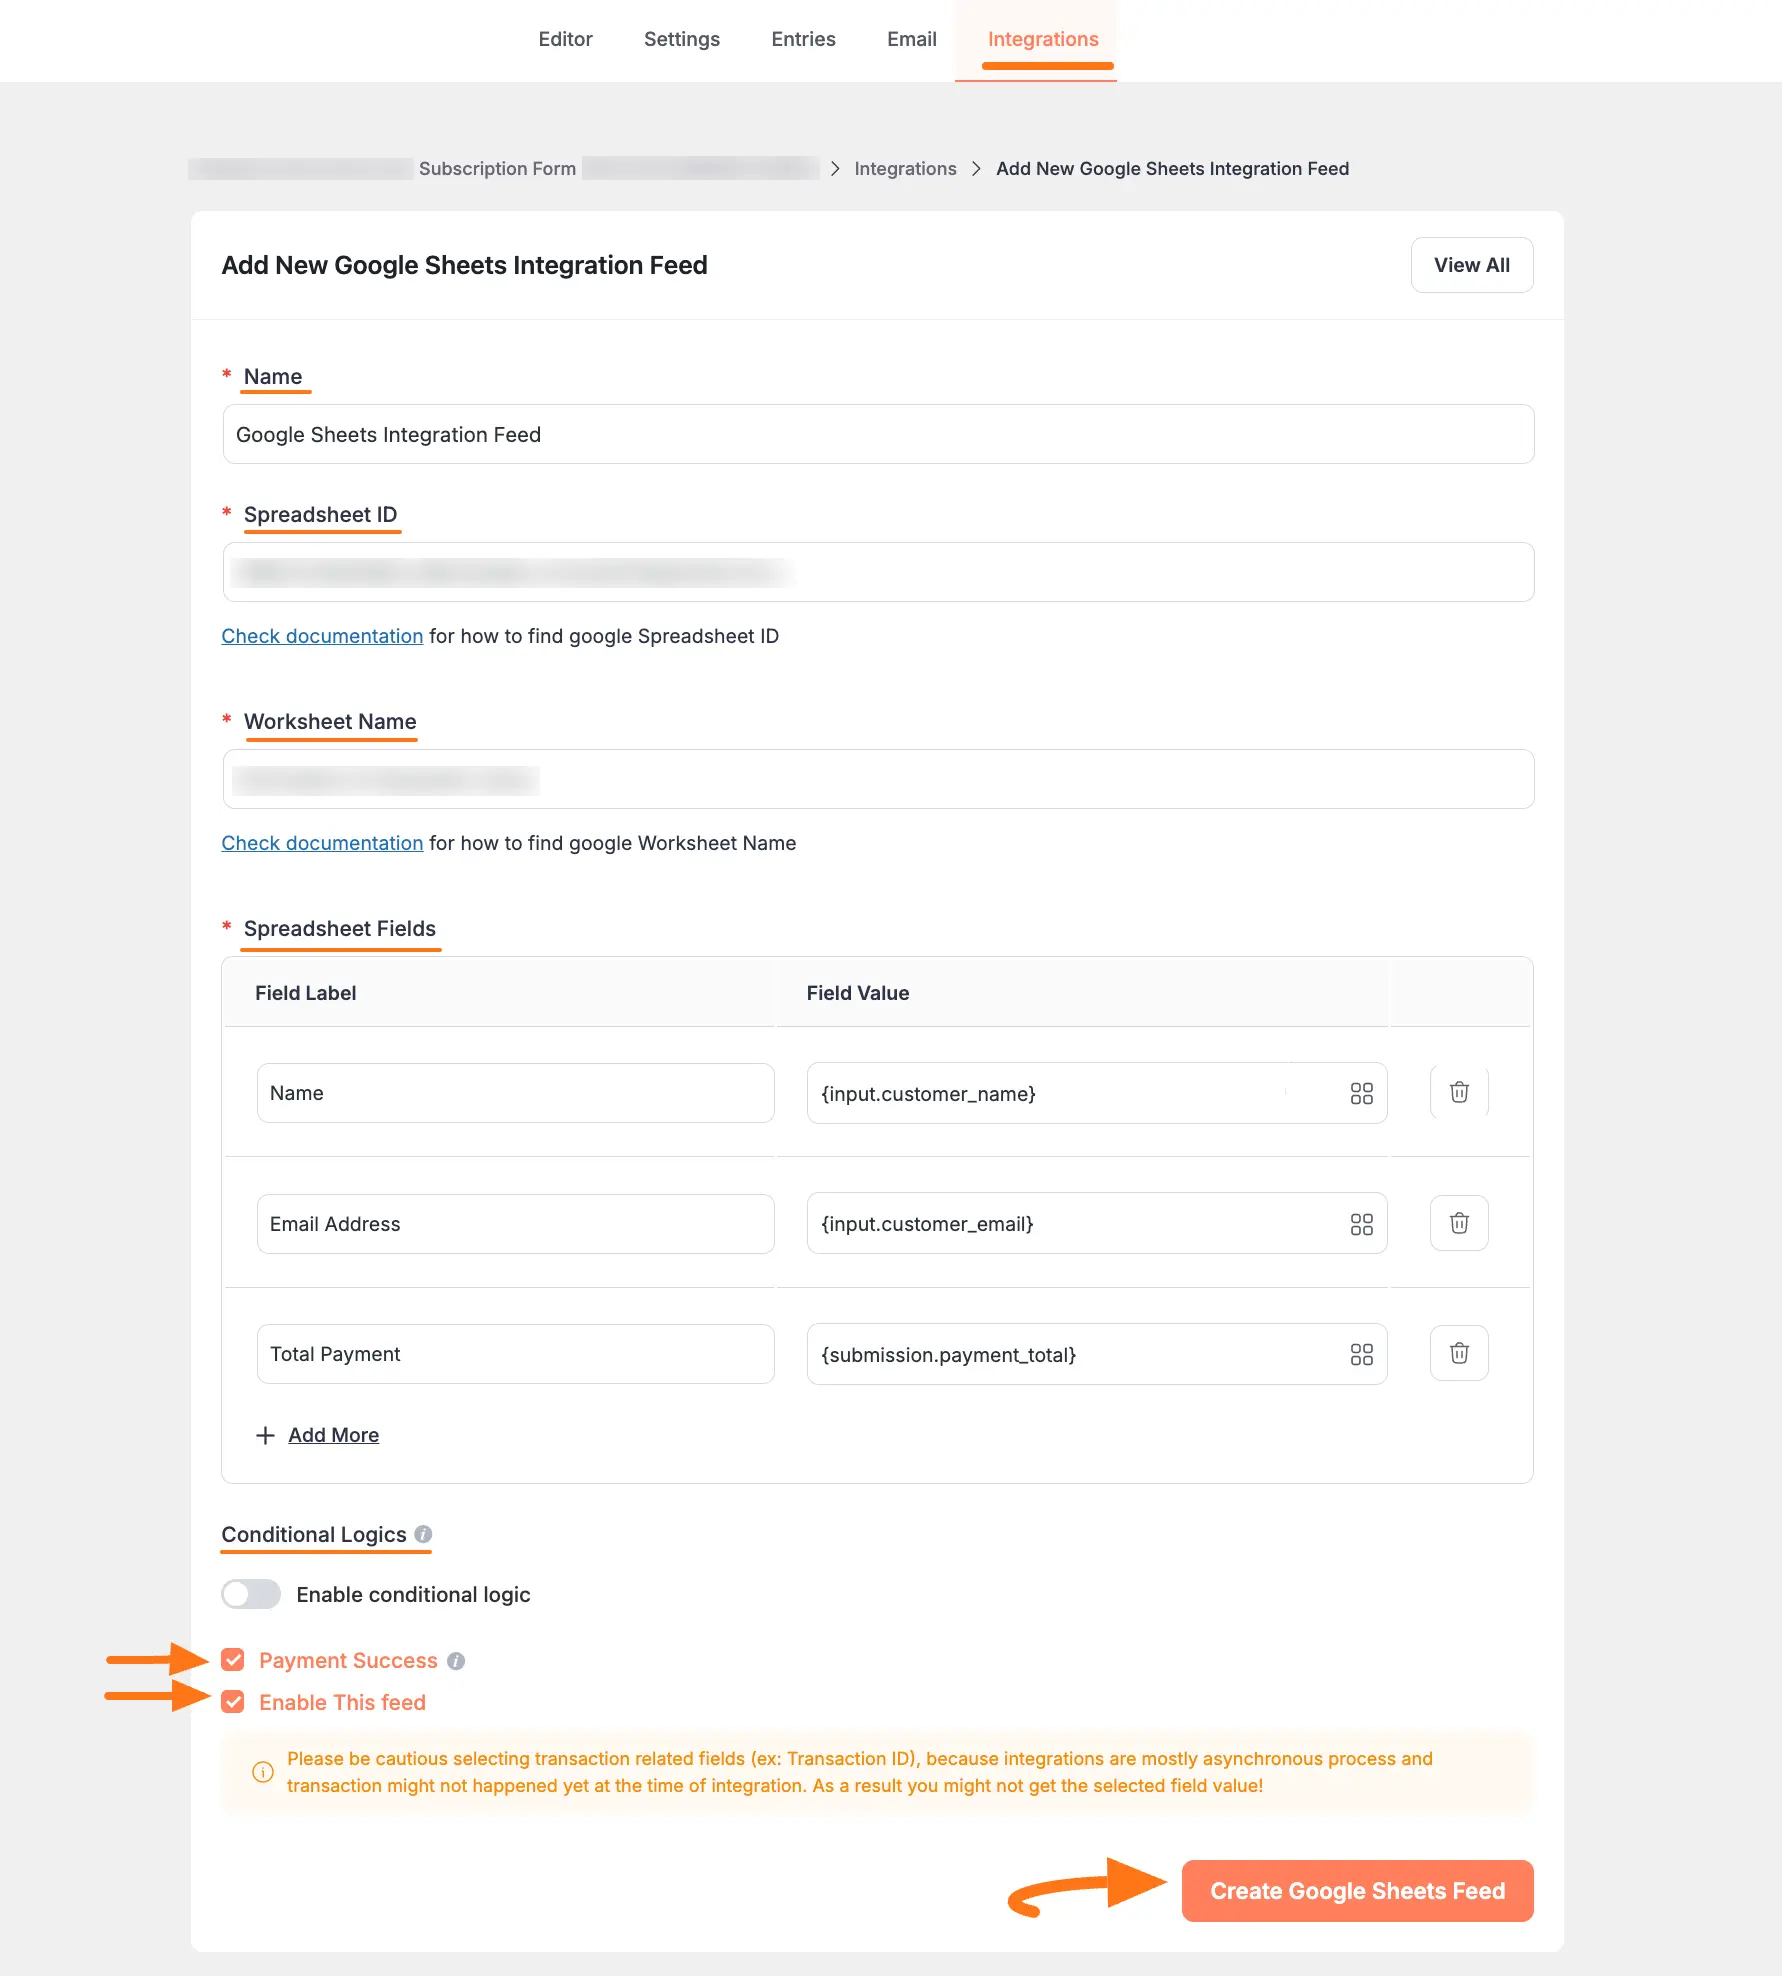 Editor Settings Entries Email Integrations
Subscription Form > Integrations > Add New Google Sheets Integration Feed
Add New Google Sheets Integration Feed
View All
* Name
Google Sheets Integration Feed
* Spreadsheet ID
Check documentation for how to find google Spreadsheet ID
* Worksheet Name
Check documentation for how to find google Worksheet Name
* Spreadsheet Fields
Field Label Field Value
Name {input.customer_name}
Email Address {input.customer_email}
Total Payment {submission.payment_total}
+ Add More
Conditional Logics
Enable conditional logic
Payment Success
Enable This feed
Please be cautious selecting transaction related fields (ex: Transaction ID), because integrations are mostly asynchronous process and
transaction might not happened yet at the time of integration. As a result you might not get the selected field value!
Create Google Sheets Feed